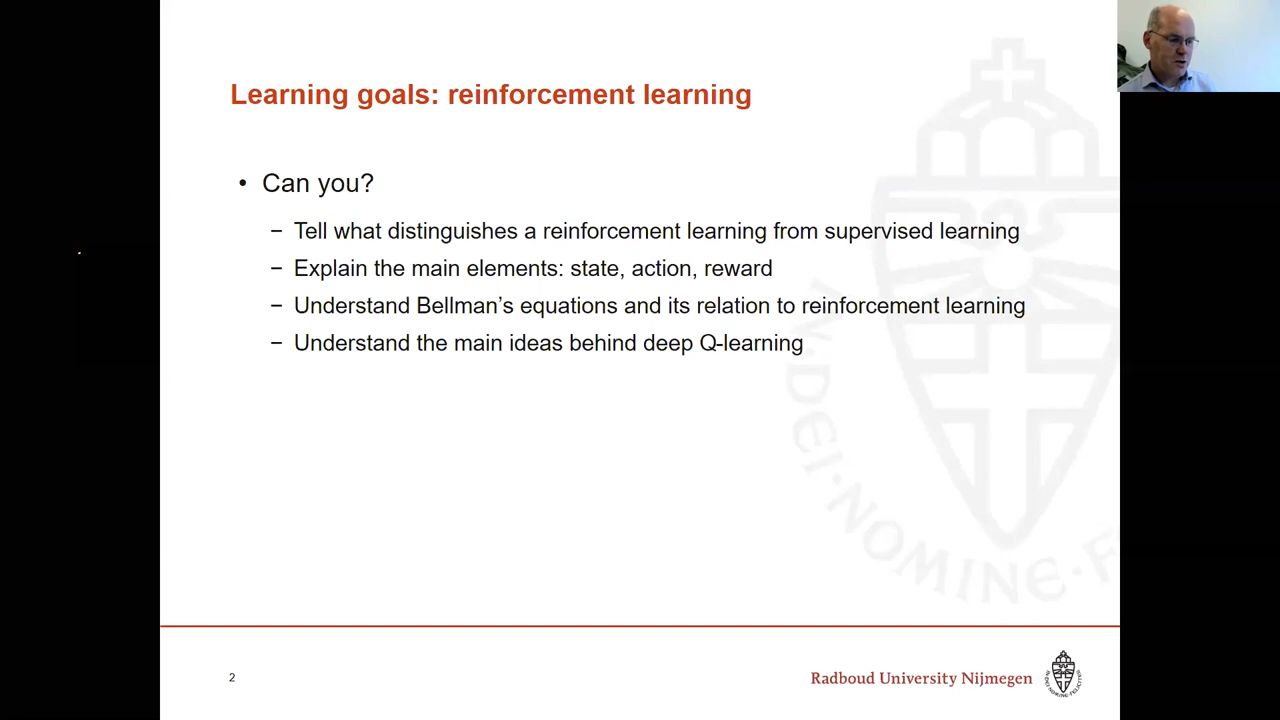 Learning goals: reinforcement learning
• Can you?
– Tell what distinguishes a reinforcement learning from supervised learning
– Explain the main elements: state, action, reward
– Understand Bellman's equations and its relation to reinforcement learning
– Understand the main ideas behind deep Q-learning
N·DEI·NOMINE·F
2
Radboud University Nijmegen